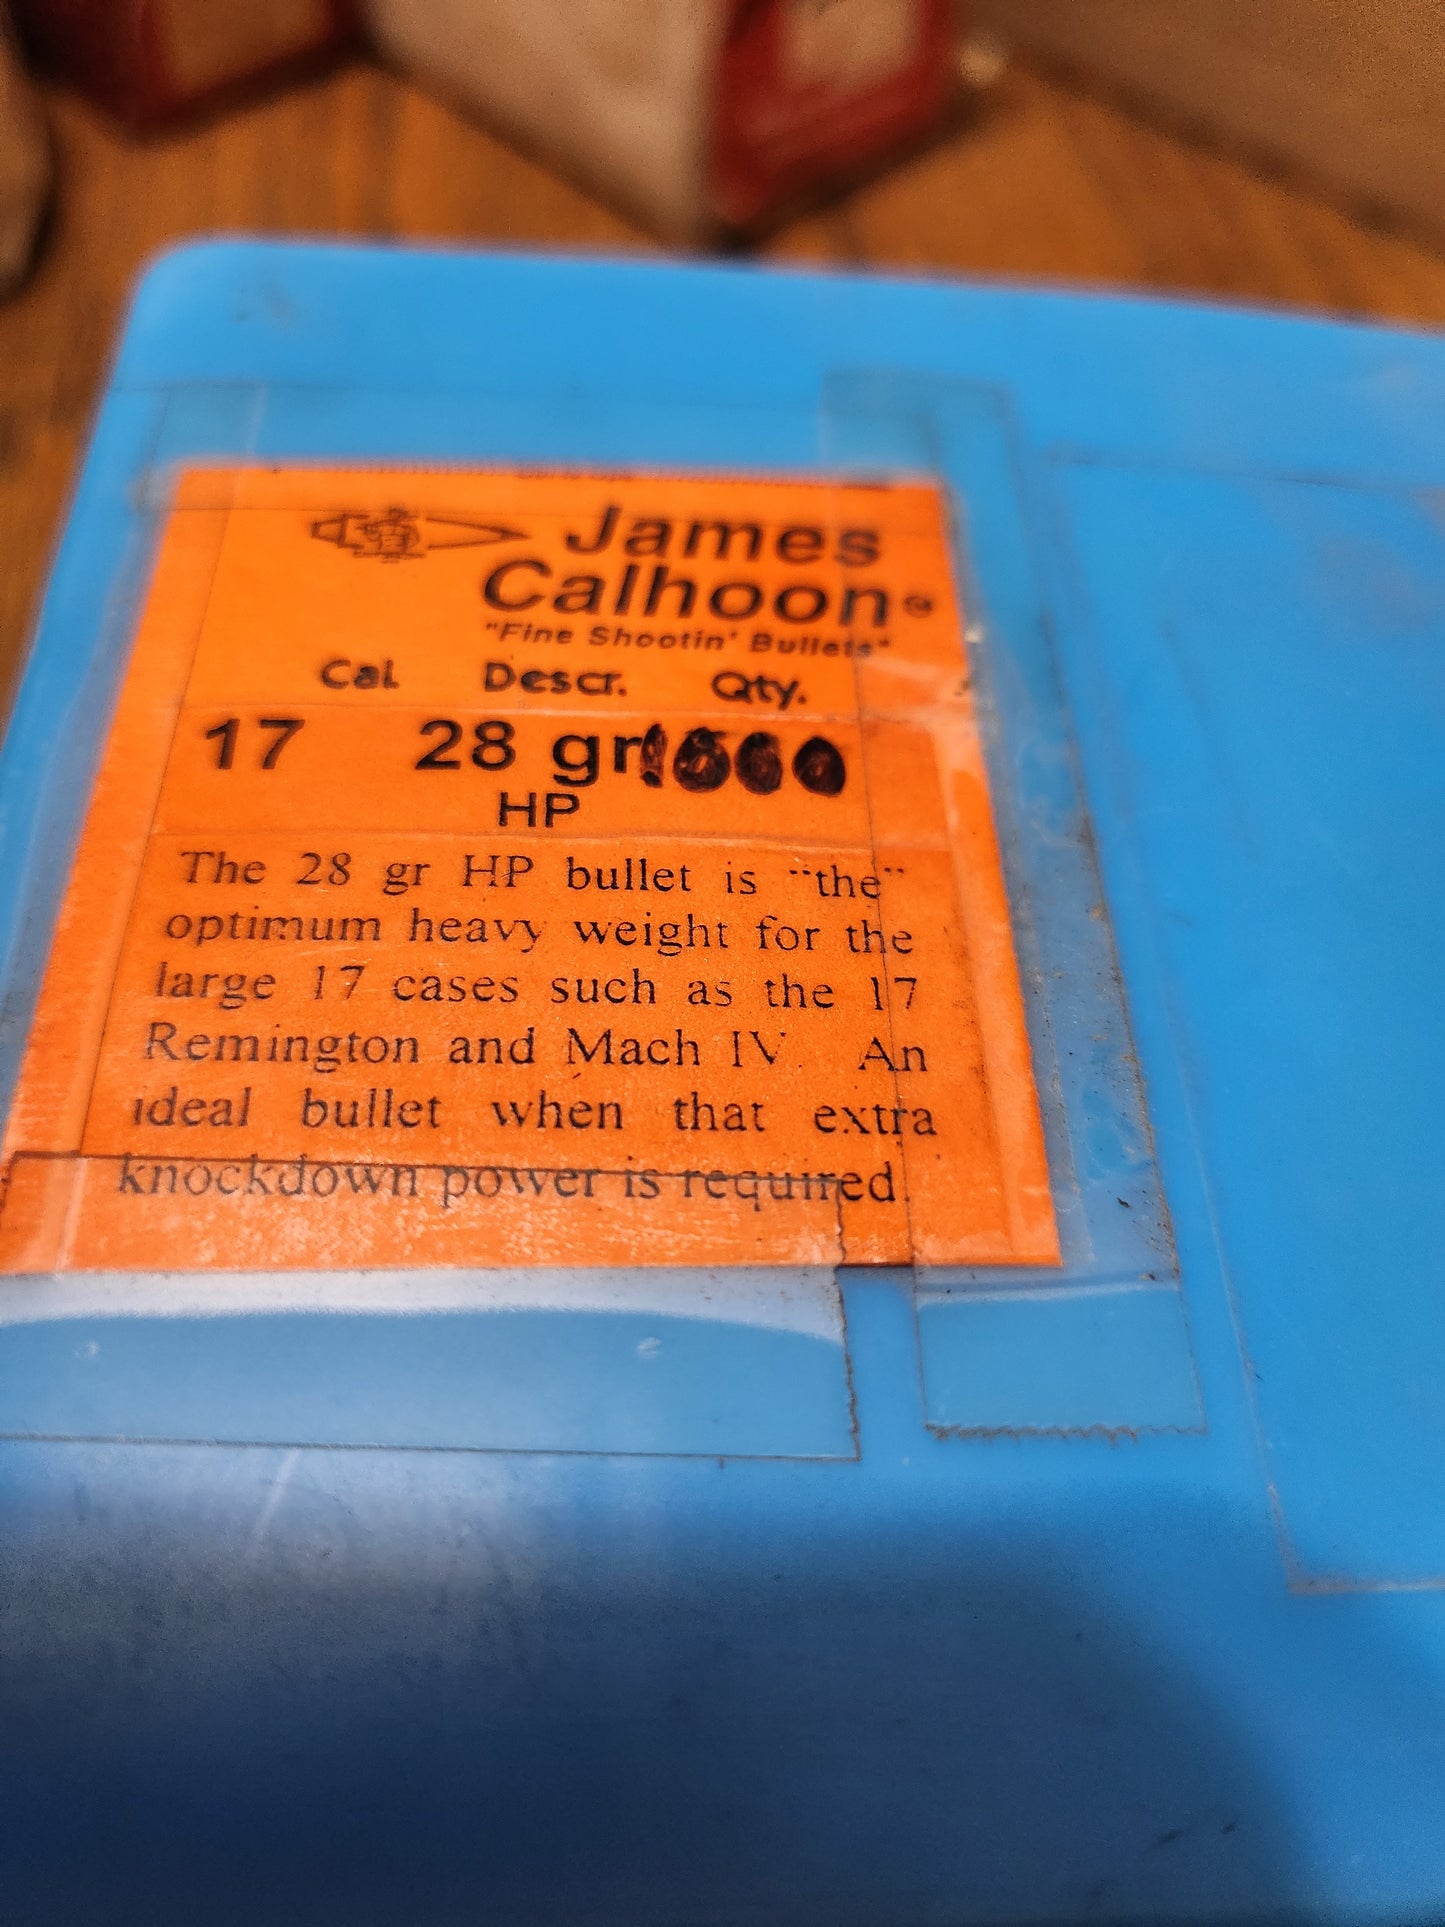 James
Calhoon®
"Fine Shootin' Bullets"
Cal. Descr. Qty.
17 28 gr 1000
HP
The 28 gr HP bullet is "the"
optimum heavy weight for the
large 17 cases such as the 17
Remington and Mach IV. An
ideal bullet when that extra
knockdown power is required.